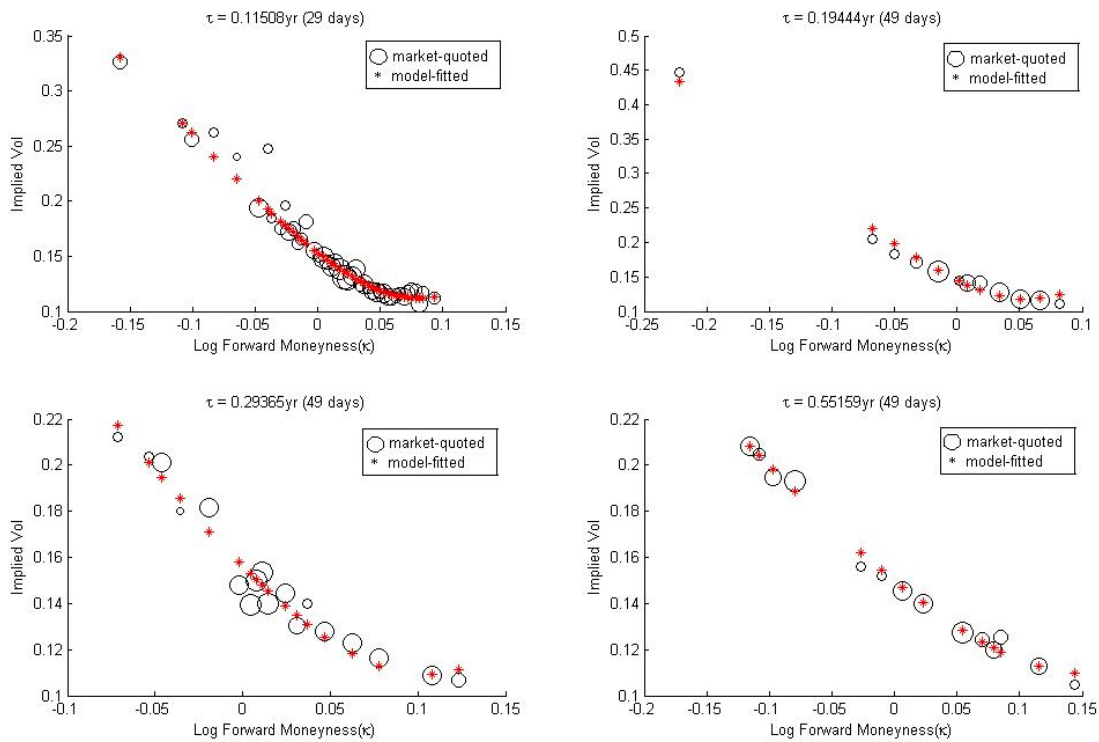 τ = 0.11508yr (29 days)
0.35
0.3
0.25
0.2
0.15
0.1
Implied Vol
market-quoted
model-fitted
-0.2
-0.15
-0.1
-0.05
0
0.05
0.1
0.15
Log Forward Moneyness(κ)
τ = 0.19444yr (49 days)
0.5
0.45
0.4
0.35
0.3
0.25
0.2
0.15
0.1
Implied Vol
market-quoted
model-fitted
-0.25
-0.2
-0.15
-0.1
-0.05
0
0.05
0.1
Log Forward Moneyness(κ)
τ = 0.29365yr (49 days)
0.22
0.2
0.18
0.16
0.14
0.12
0.1
Implied Vol
market-quoted
model-fitted
-0.1
-0.05
0
0.05
0.1
0.15
Log Forward Moneyness(κ)
τ = 0.55159yr (49 days)
0.22
0.2
0.18
0.16
0.14
0.12
0.1
Implied Vol
market-quoted
model-fitted
-0.15
-0.1
-0.05
0
0.05
0.1
0.15
Log Forward Moneyness(κ)